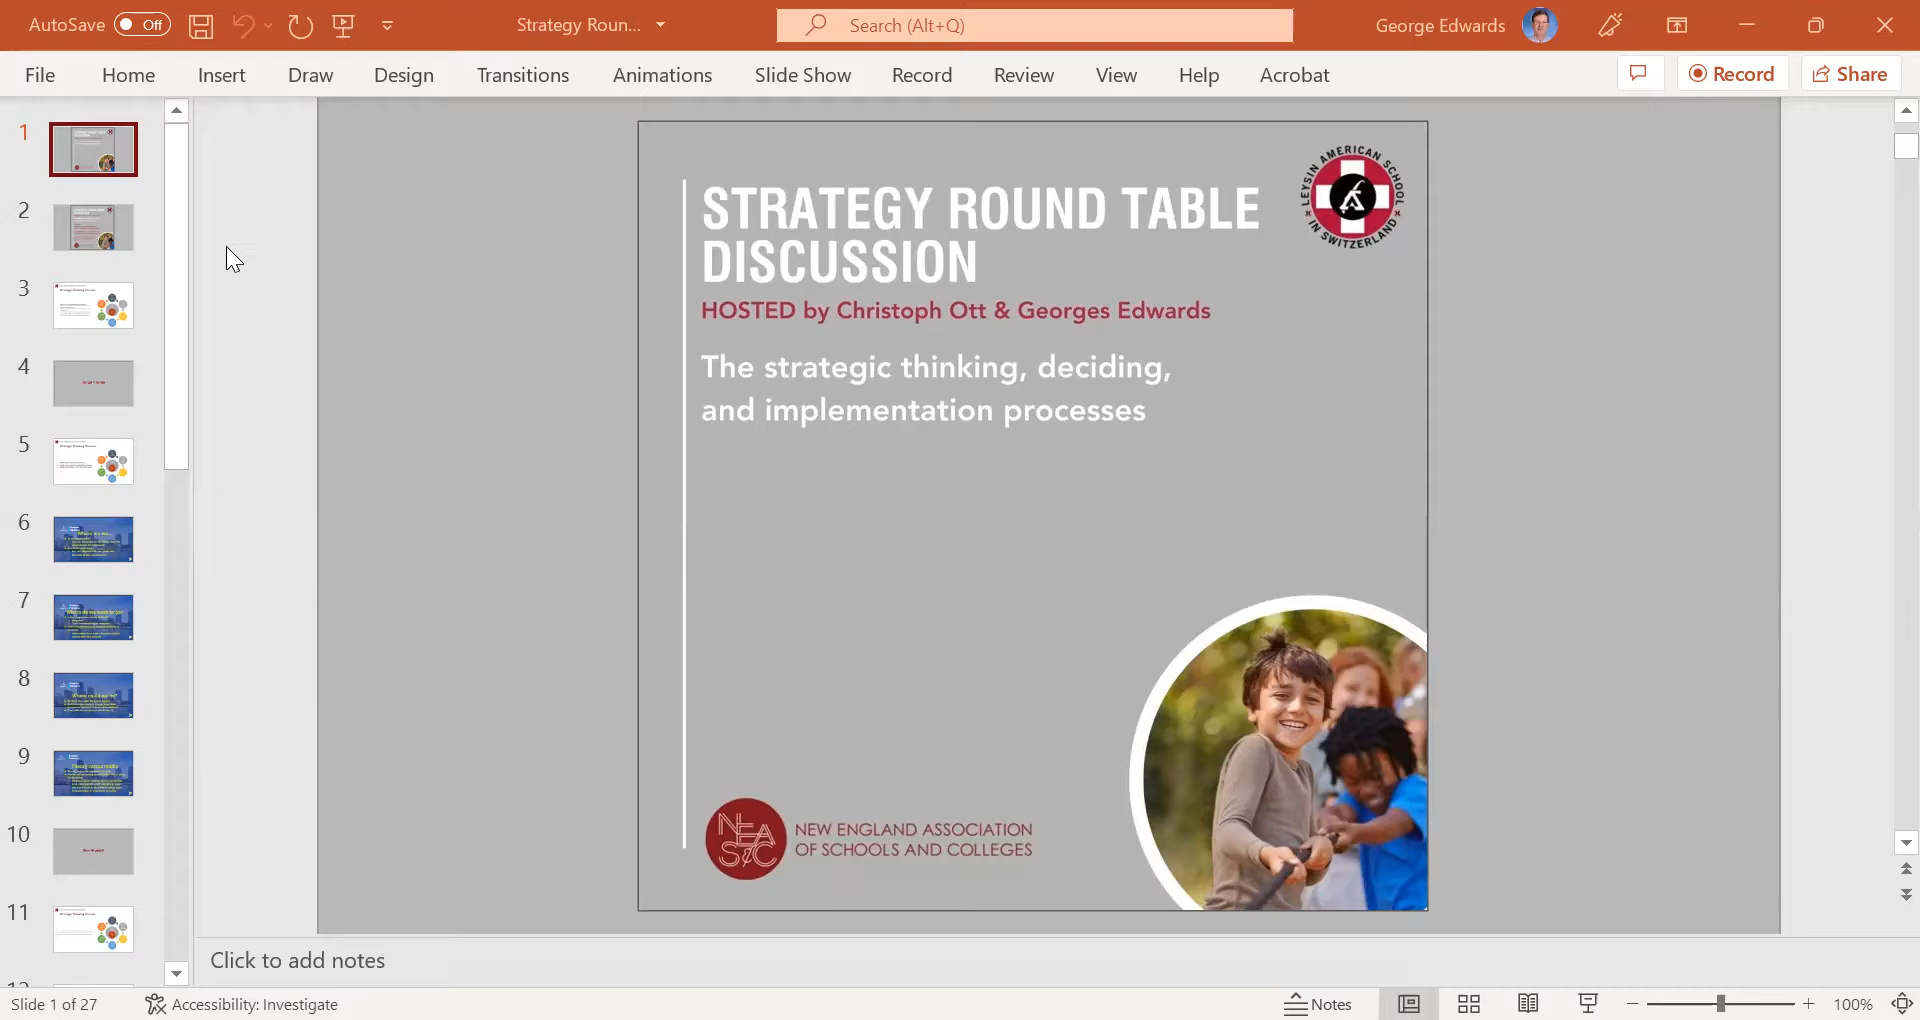 AutoSave Off
Strategy Roun...
Search (Alt+Q)
George Edwards
File Home Insert Draw Design Transitions Animations Slide Show Record Review View Help Acrobat
Record Share
1
2
3
4
5
6
7
8
9
10
11
STRATEGY ROUND TABLE
DISCUSSION
HOSTED by Christoph Ott & Georges Edwards
The strategic thinking, deciding,
and implementation processes
LEYSIN AMERICAN SCHOOL
IN SWITZERLAND
NEA
S&C
NEW ENGLAND ASSOCIATION
OF SCHOOLS AND COLLEGES
Click to add notes
Slide 1 of 27
Accessibility: Investigate
Notes
100%